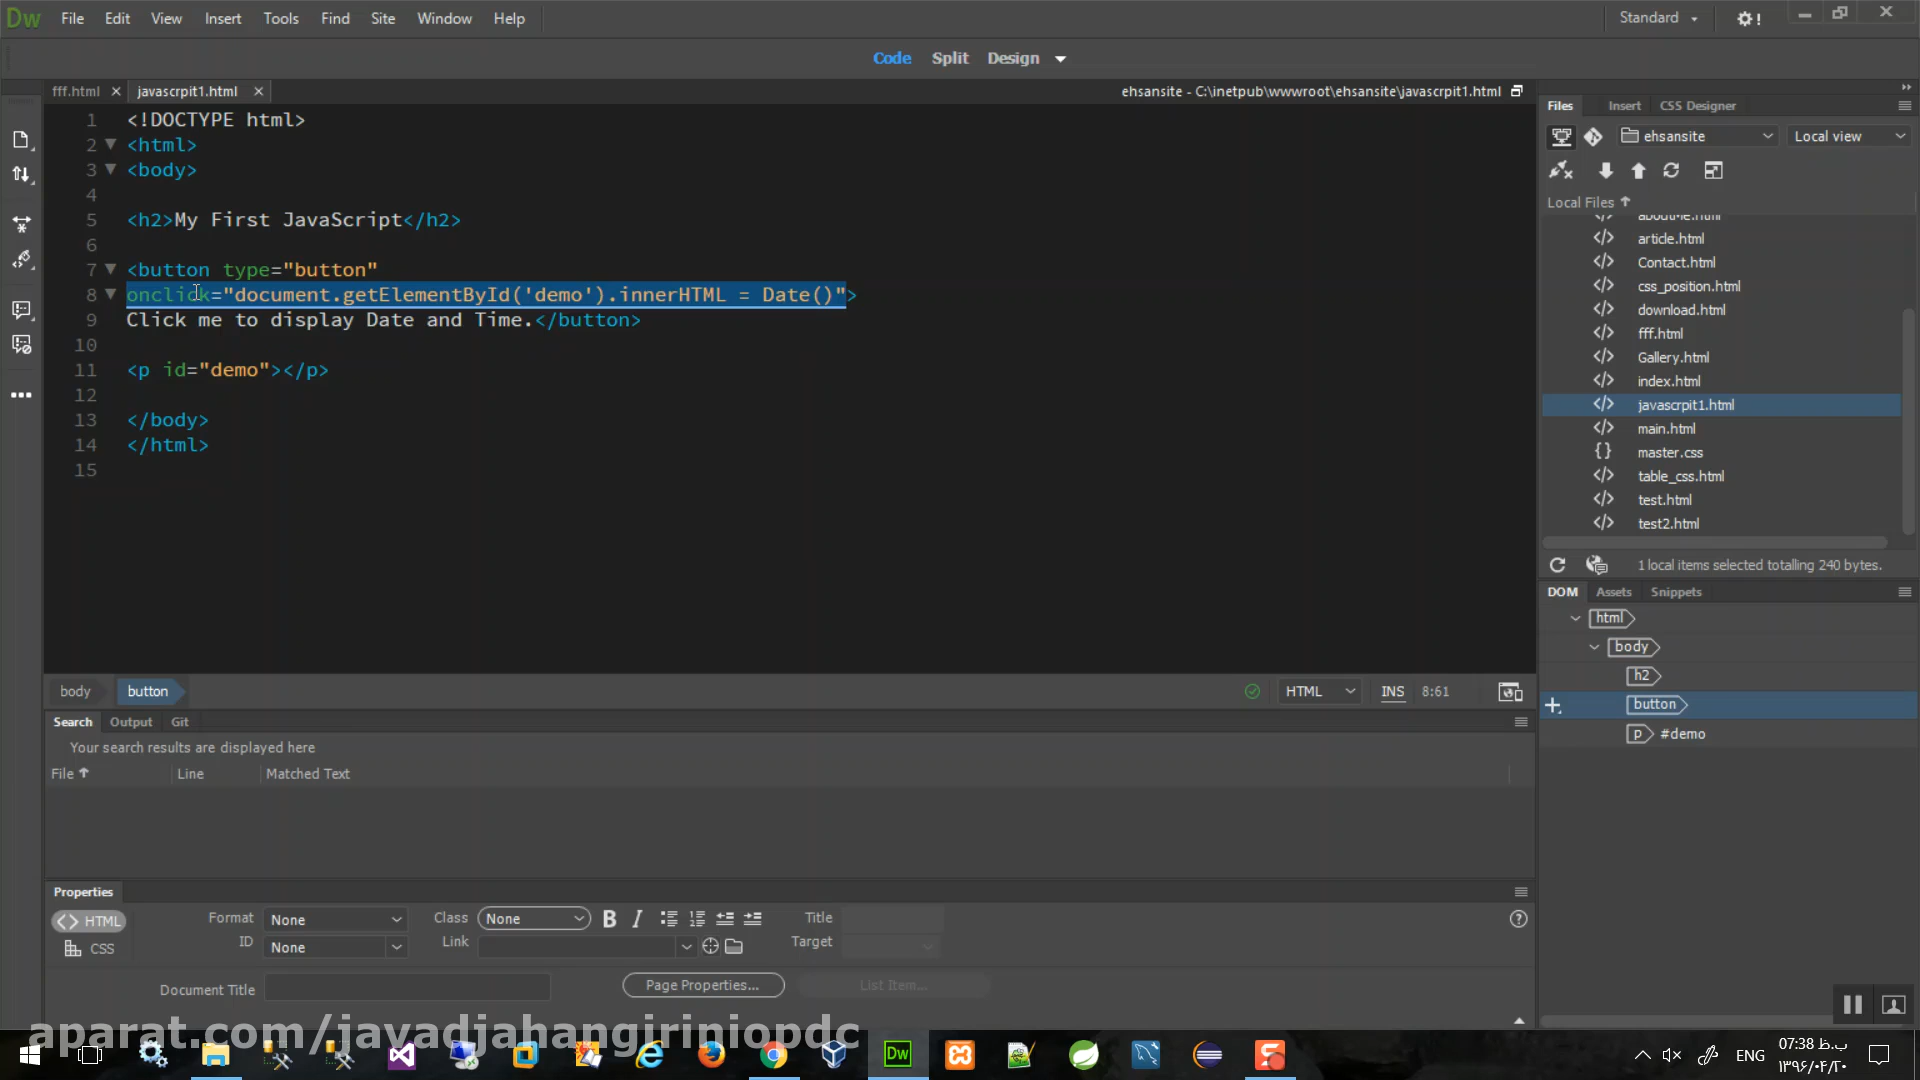 Dw File Edit View Insert Tools Find Site Window Help Standard
Code Split Design
fff.html javascrpit1.html ehsansite - C:\inetpub\wwwroot\ehsansite\javascrpit1.html
1 <!DOCTYPE html>
2 <html>
3 <body>
4
5 <h2>My First JavaScript</h2>
6
7 <button type="button"
8 onclick="document.getElementById('demo').innerHTML = Date()">
9 Click me to display Date and Time.</button>
10
11 <p id="demo"></p>
12
13 </body>
14 </html>
15
body button HTML INS 8:61
Search Output Git
Your search results are displayed here
File Line Matched Text
Properties
<> HTML Format None Class None B I Title
CSS ID None Link Target
Document Title Page Properties... List Item...
Files Insert CSS Designer
ehsansite Local view
Local Files
aboutMe.html
article.html
Contact.html
css_position.html
download.html
fff.html
Gallery.html
index.html
javascrpit1.html
main.html
master.css
table_css.html
test.html
test2.html
1 local items selected totalling 240 bytes.
DOM Assets Snippets
html
body
h2
button
p #demo
aparat.com/javadjahangiriniopdc
Dw ENG 07:38 ب.ظ
۱۳۹۶/۰۴/۲۰